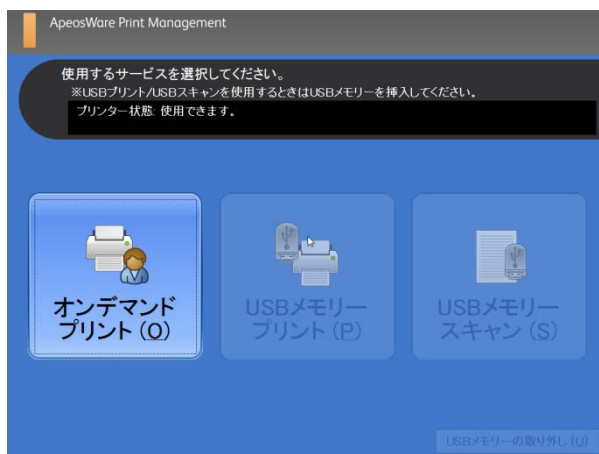 ApeosWare Print Management
使用するサービスを選択してください。
※USBプリント/USBスキャンを使用するときはUSBメモリーを挿入してください。
プリンター状態: 使用できます。
オンデマンド
プリント (O)
USBメモリー
プリント (P)
USBメモリー
スキャン (S)
USBメモリーの取り外し (U)